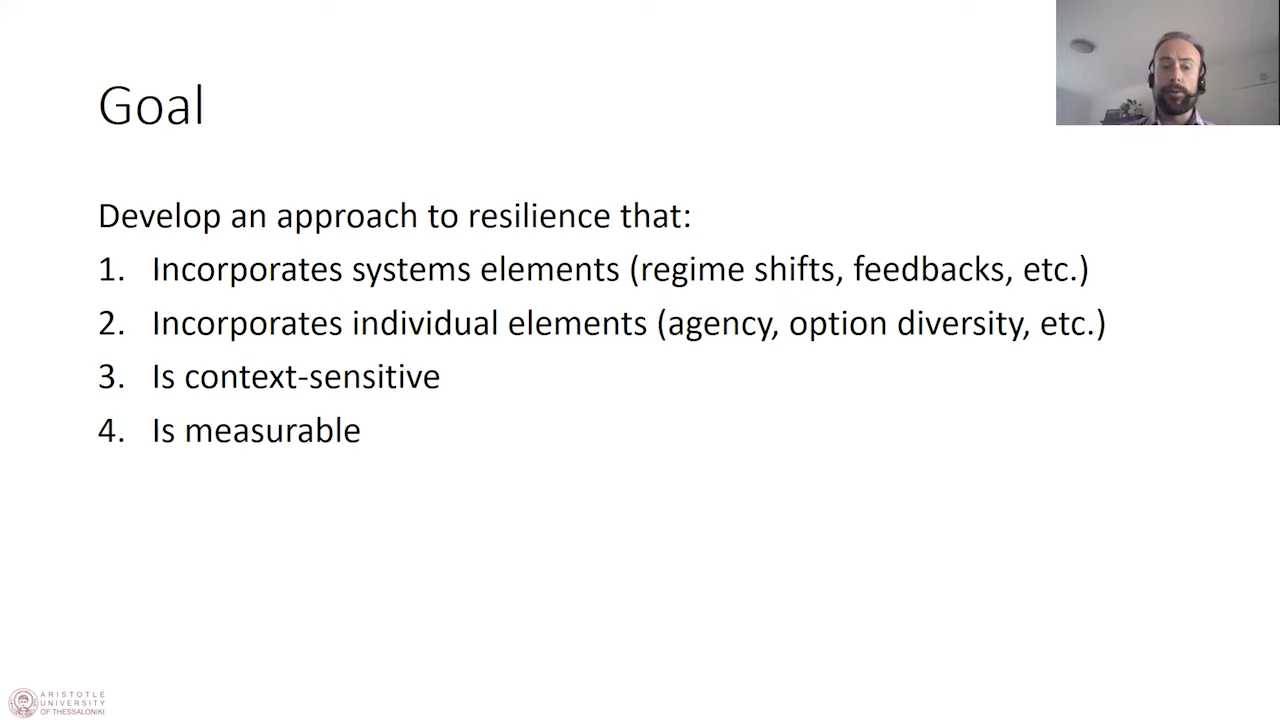 Goal
Develop an approach to resilience that:
1. Incorporates systems elements (regime shifts, feedbacks, etc.)
2. Incorporates individual elements (agency, option diversity, etc.)
3. Is context-sensitive
4. Is measurable
ARISTOTLE
UNIVERSITY
OF THESSALONIKI